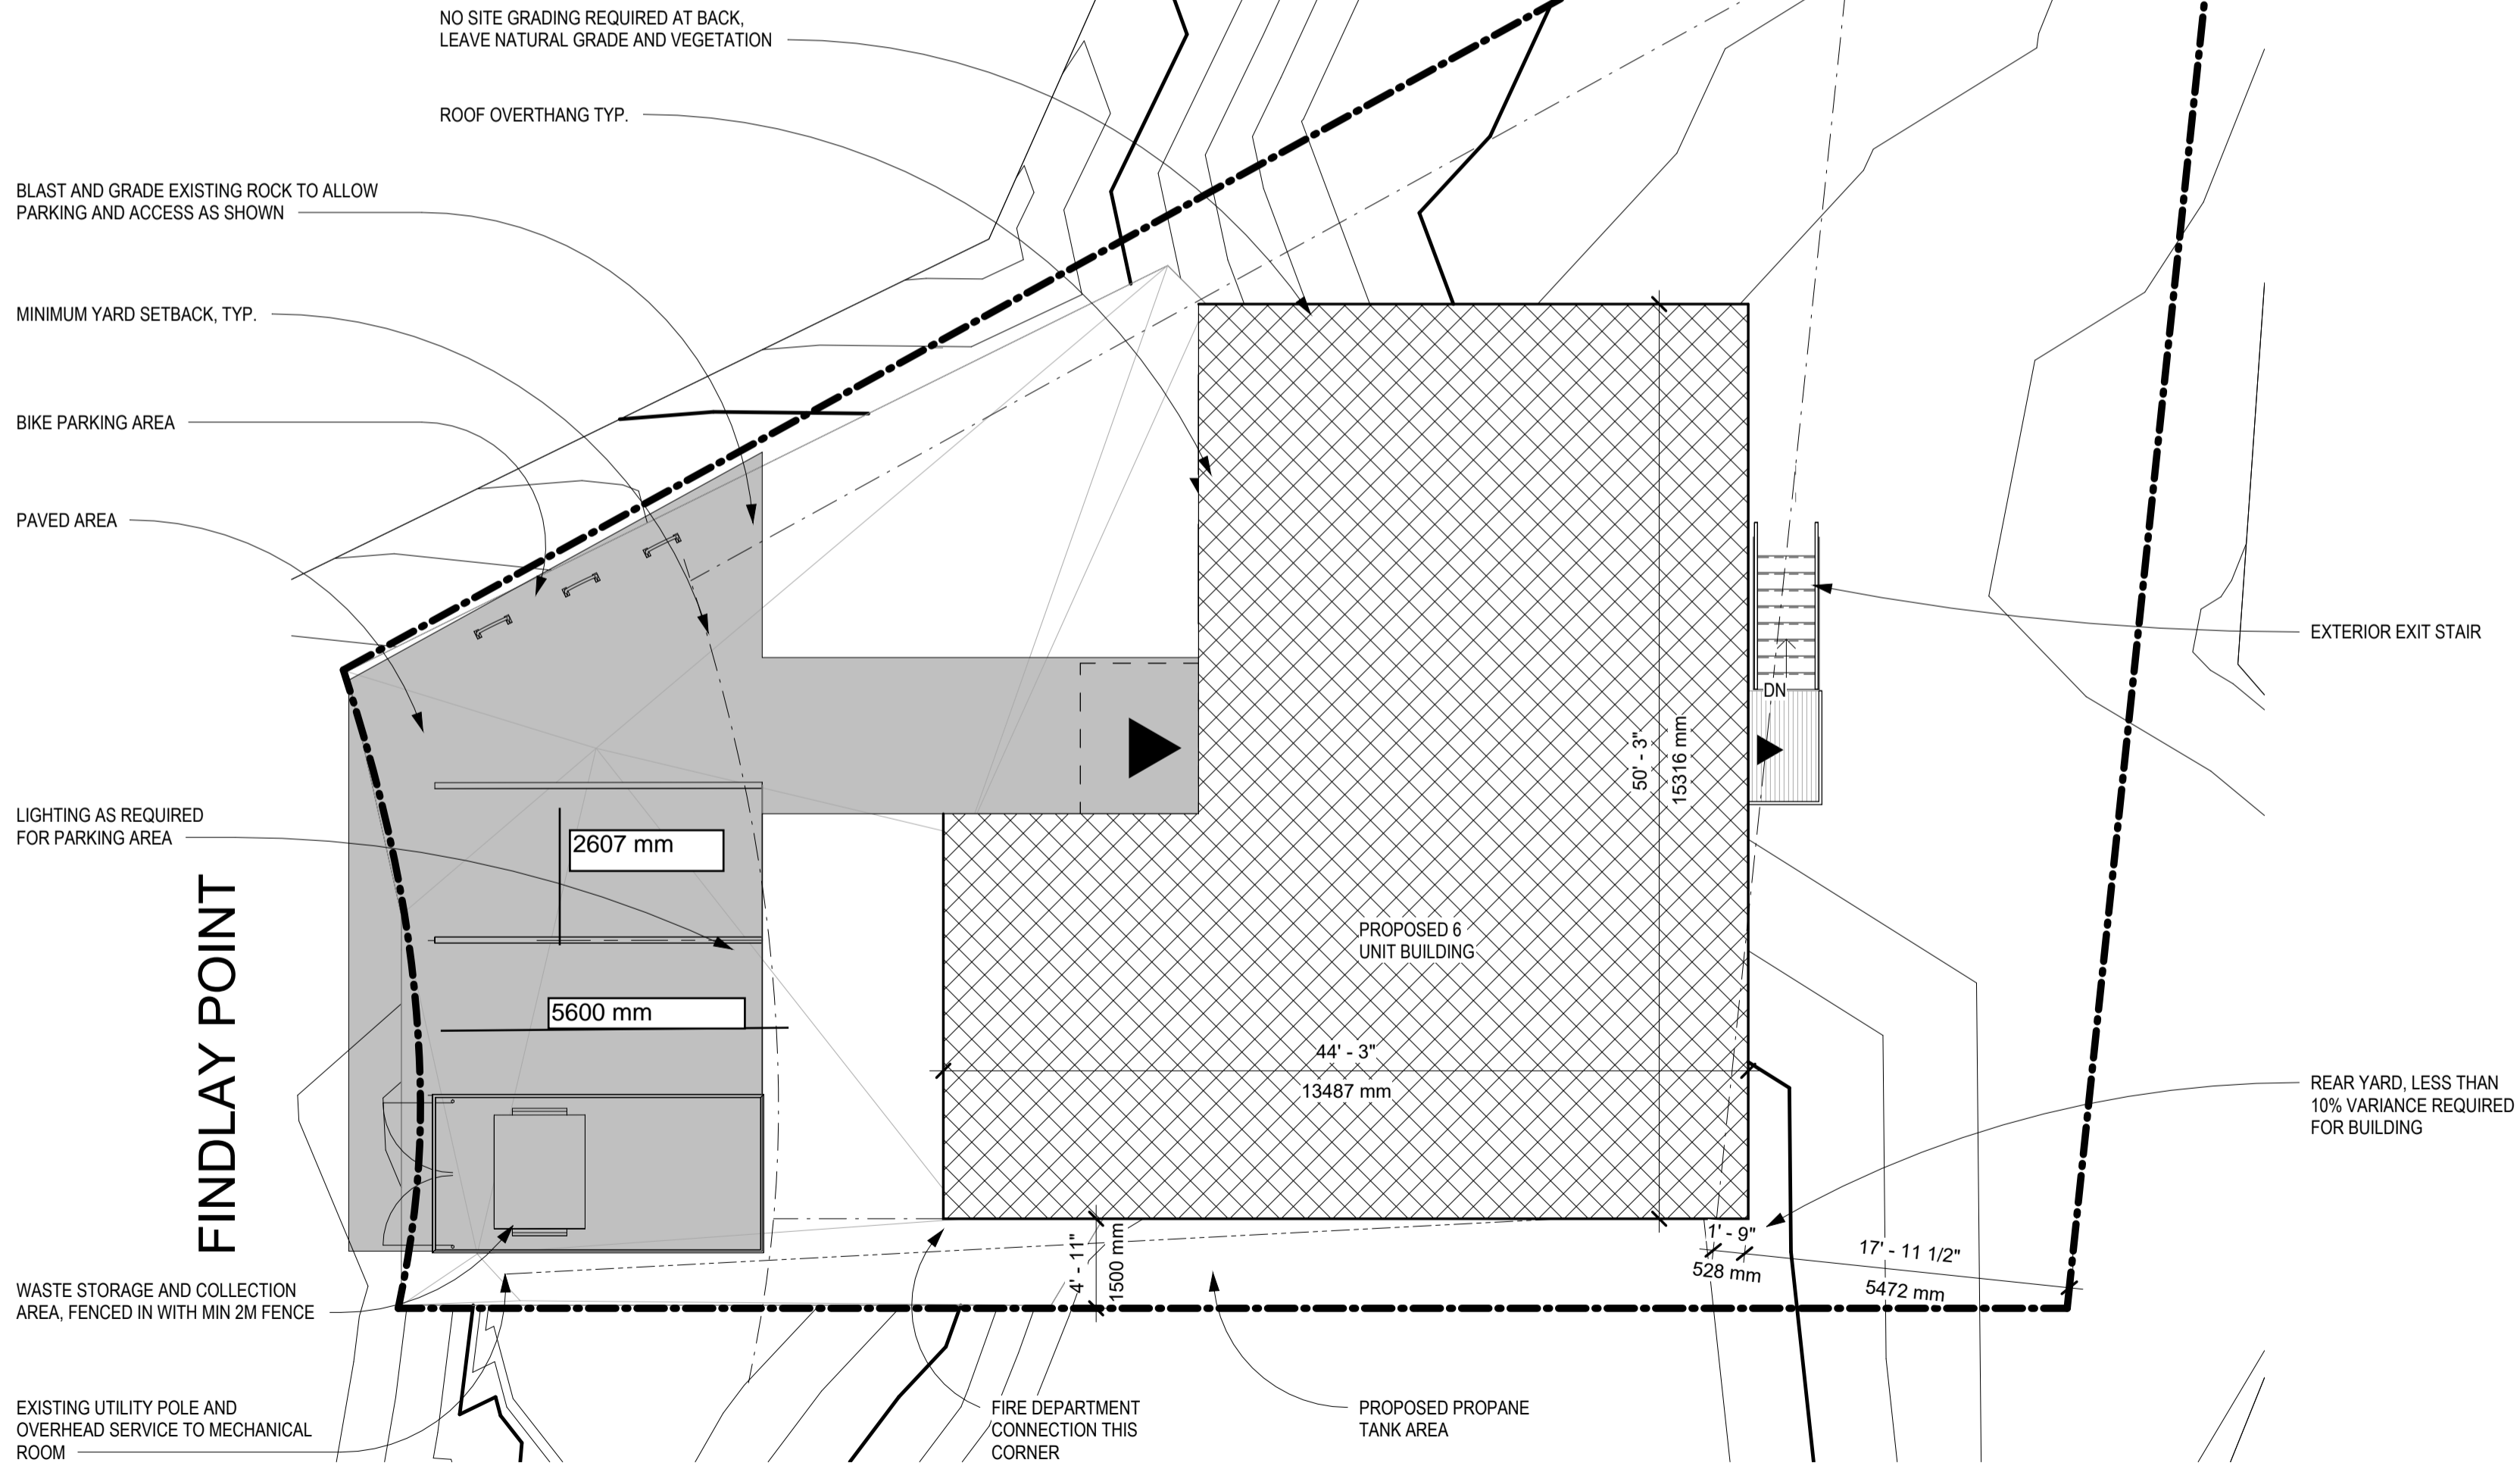 NO SITE GRADING REQUIRED AT BACK,
LEAVE NATURAL GRADE AND VEGETATION
ROOF OVERTHANG TYP.
BLAST AND GRADE EXISTING ROCK TO ALLOW
PARKING AND ACCESS AS SHOWN
MINIMUM YARD SETBACK, TYP.
BIKE PARKING AREA
PAVED AREA
EXTERIOR EXIT STAIR
DN
50' - 3"
15316 mm
LIGHTING AS REQUIRED
FOR PARKING AREA
2607 mm
FINDLAY POINT
PROPOSED 6
UNIT BUILDING
5600 mm
44' - 3"
13487 mm
REAR YARD, LESS THAN
10% VARIANCE REQUIRED
FOR BUILDING
4' - 11"
1500 mm
1' - 9"
528 mm
17' - 11 1/2"
5472 mm
WASTE STORAGE AND COLLECTION
AREA, FENCED IN WITH MIN 2M FENCE
EXISTING UTILITY POLE AND
OVERHEAD SERVICE TO MECHANICAL
ROOM
FIRE DEPARTMENT
CONNECTION THIS
CORNER
PROPOSED PROPANE
TANK AREA